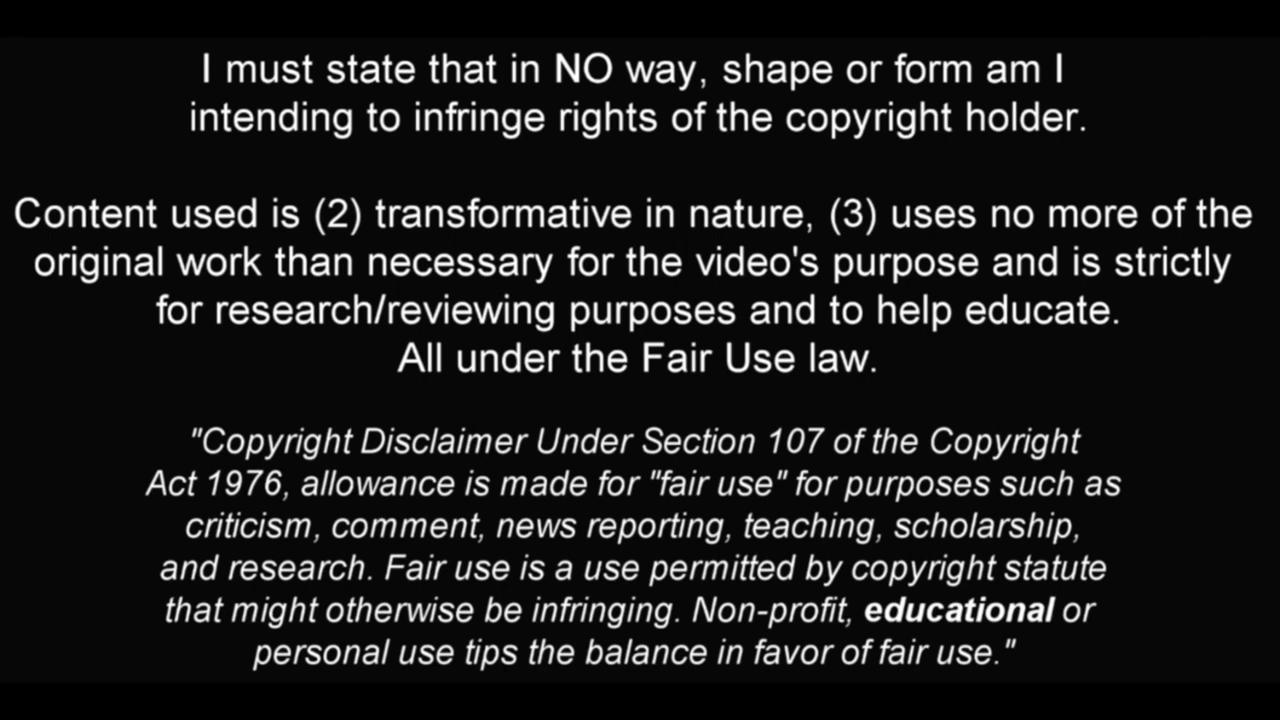 I must state that in NO way, shape or form am I
intending to infringe rights of the copyright holder.
Content used is (2) transformative in nature, (3) uses no more of the
original work than necessary for the video's purpose and is strictly
for research/reviewing purposes and to help educate.
All under the Fair Use law.
"Copyright Disclaimer Under Section 107 of the Copyright
Act 1976, allowance is made for "fair use" for purposes such as
criticism, comment, news reporting, teaching, scholarship,
and research. Fair use is a use permitted by copyright statute
that might otherwise be infringing. Non-profit, educational or
personal use tips the balance in favor of fair use."